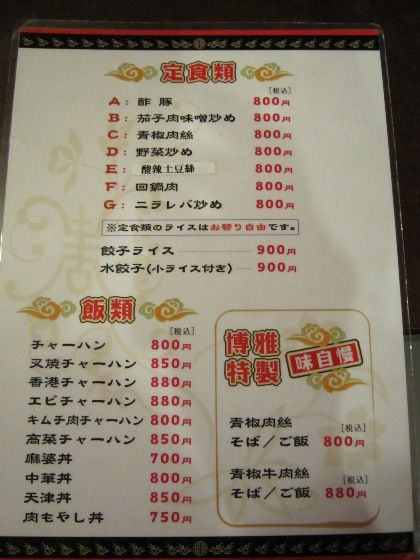 定食類
[税込]
A: 酢豚 800円
B: 茄子肉味噌炒め 800円
C: 青椒肉絲 800円
D: 野菜炒め 800円
E: 酸辣土豆絲 800円
F: 回鍋肉 800円
G: ニラレバ炒め 800円
※定食類のライスはお替り自由です。
餃子ライス 900円
水餃子(小ライス付き) 900円
飯類
[税込]
チャーハン 800円
叉焼チャーハン 850円
香港チャーハン 880円
エビチャーハン 880円
キムチ肉チャーハン 800円
高菜チャーハン 850円
麻婆丼 700円
中華丼 800円
天津丼 850円
肉もやし丼 750円
博雅
特製
味自慢
青椒肉絲 [税込]
そば/ご飯 800円
青椒牛肉絲 [税込]
そば/ご飯 880円